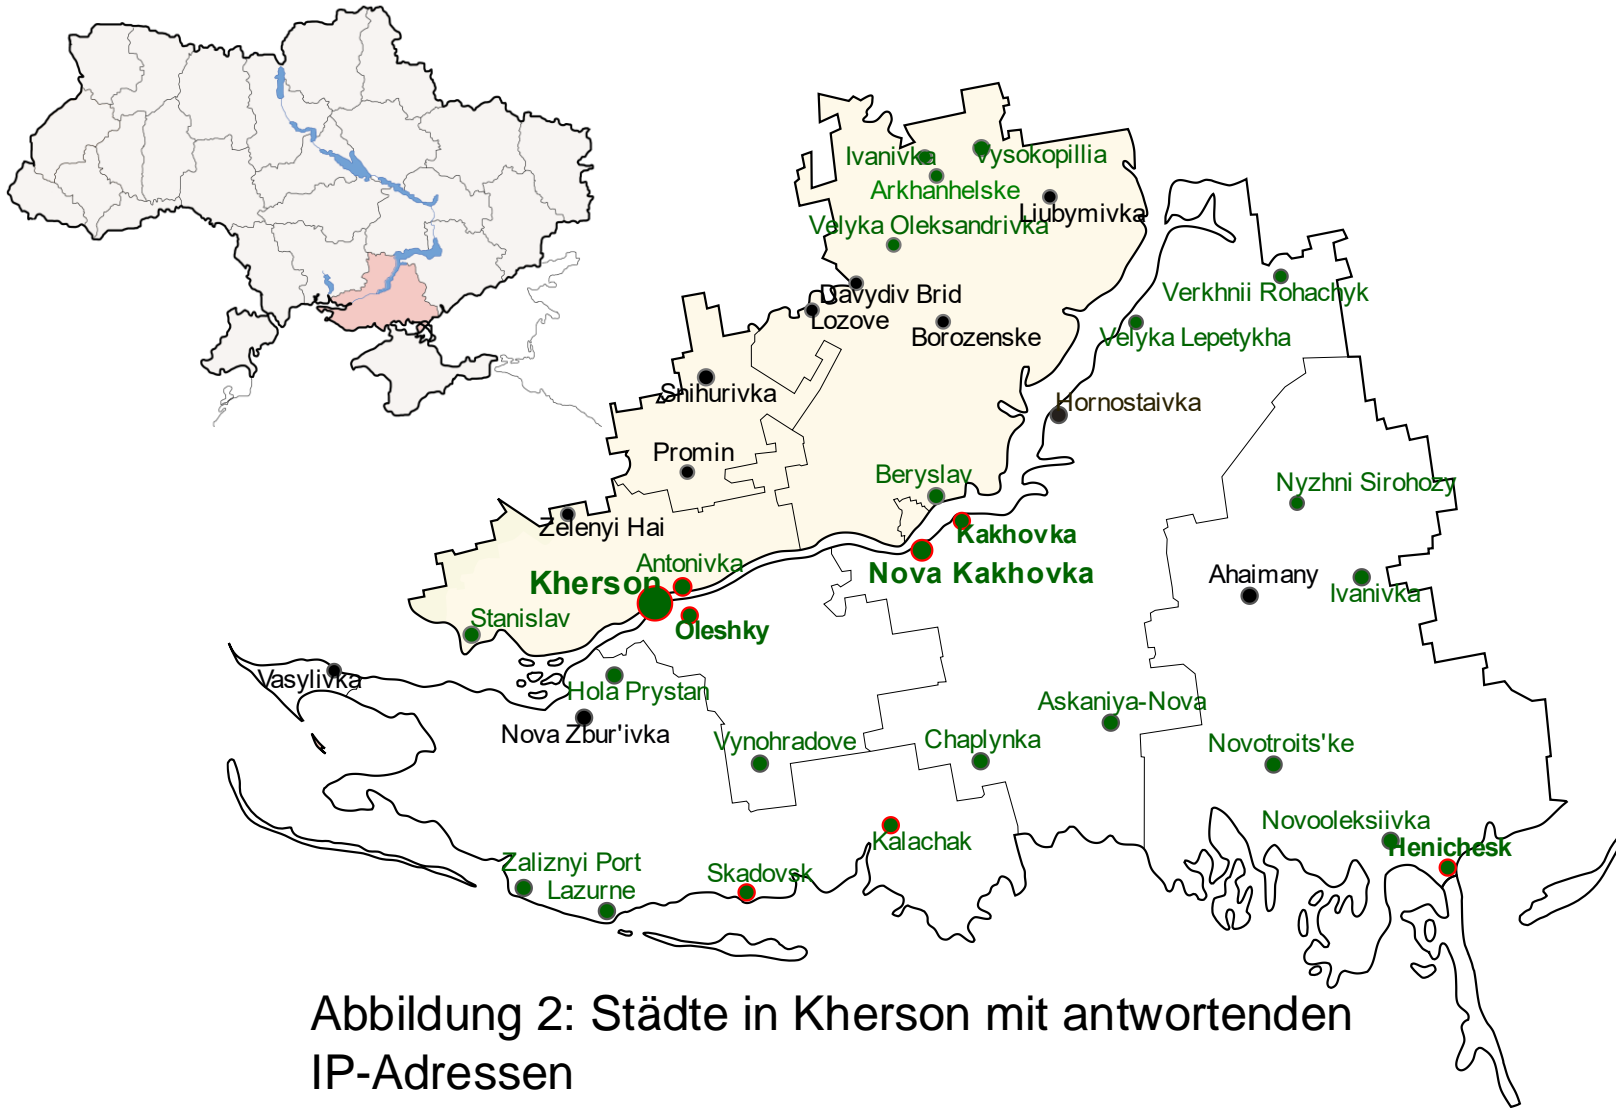 Ivanivka
Vysokopillia
Arkhanhelske
Liubymivka
Velyka Oleksandrivka
Davydiv Brid
Lozove
Borozenske
Verkhnii Rohachyk
Velyka Lepetykha
Snihurivka
Hornostaivka
Promin
Beryslav
Nyzhni Sirohozy
Zelenyi Hai
Kakhovka
Antonivka
Nova Kakhovka
Kherson
Ahaimany
Ivanivka
Stanislav
Oleshky
Vasylivka
Hola Prystan
Askaniya-Nova
Nova Zbur'ivka
Vynohradove
Chaplynka
Novotroits'ke
Novooleksiivka
Kalachak
Henichesk
Zaliznyi Port
Skadovsk
Lazurne
Abbildung 2: Städte in Kherson mit antwortenden
IP-Adressen